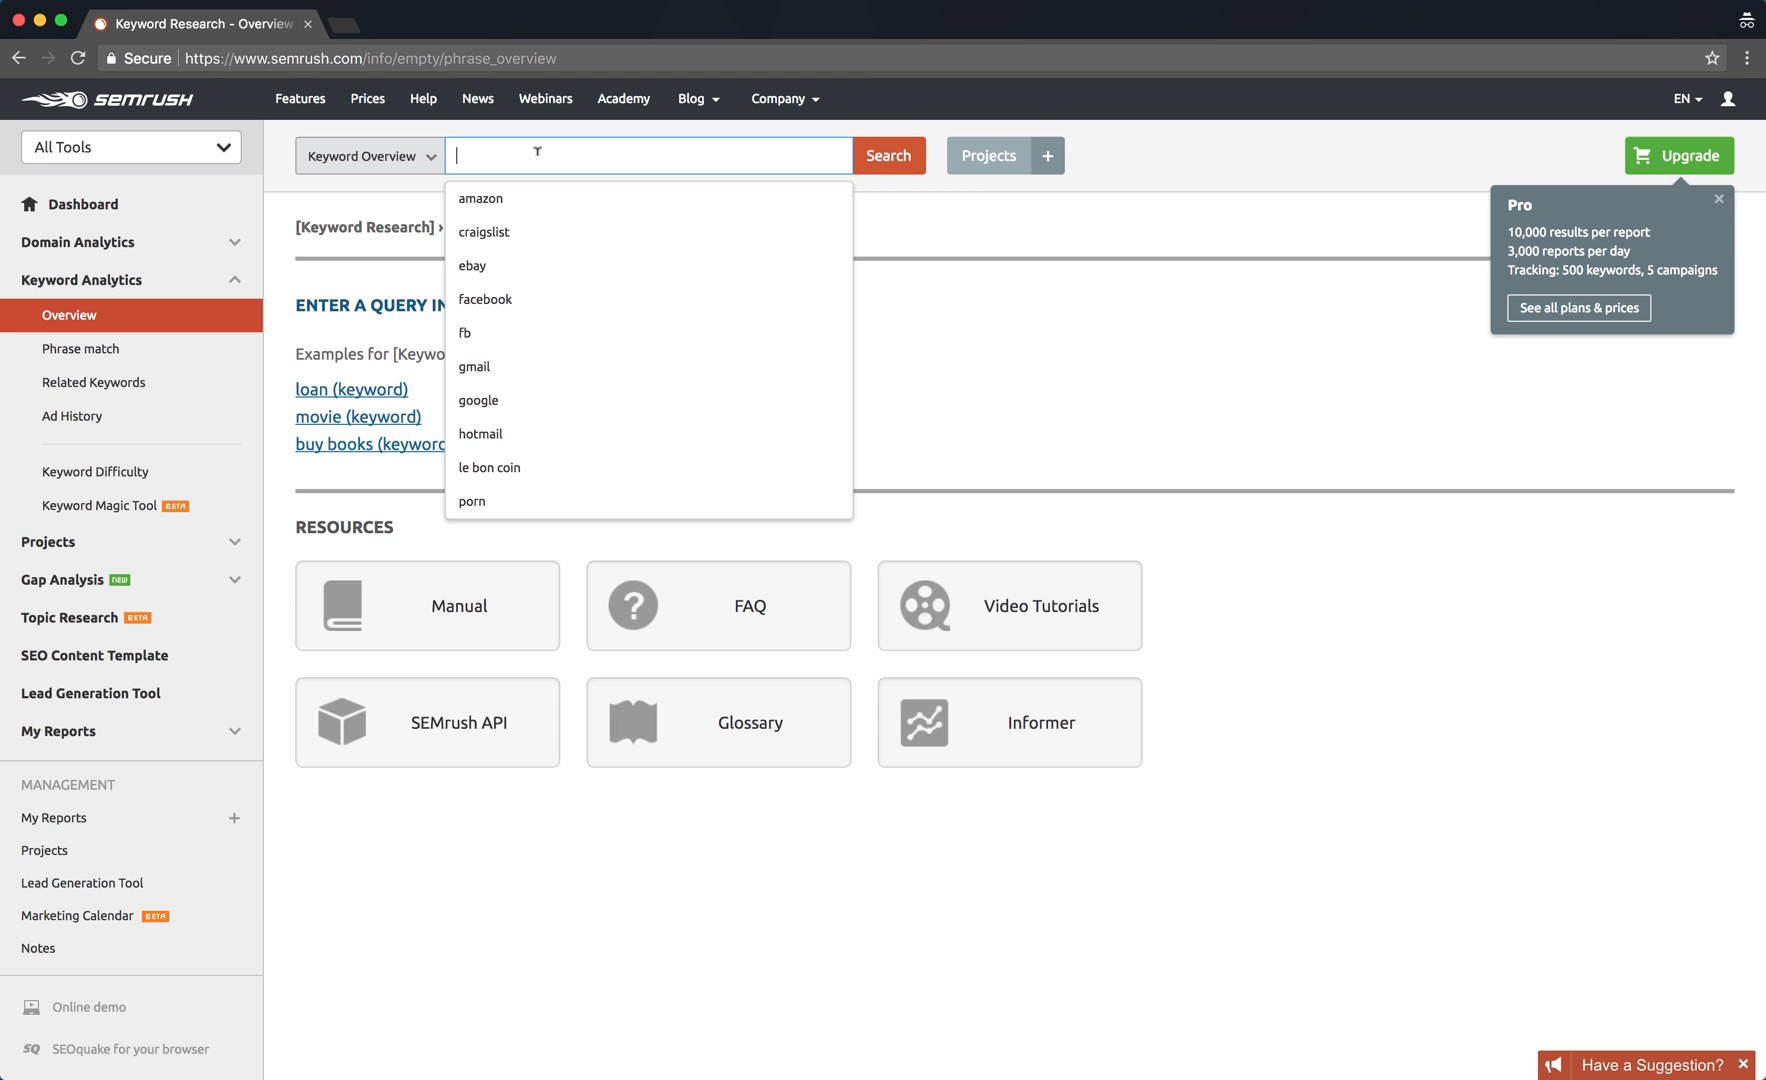 Keyword Research - Overview
Secure
https://www.semrush.com/info/empty/phrase_overview
SEMRUSH
Features
Prices
Help
News
Webinars
Academy
Blog
Company
EN
All Tools
Keyword Overview
Search
Projects
+
Upgrade
Pro
10,000 results per report
3,000 reports per day
Tracking: 500 keywords, 5 campaigns
See all plans & prices
Dashboard
Domain Analytics
Keyword Analytics
Overview
Phrase match
Related Keywords
Ad History
Keyword Difficulty
Keyword Magic Tool BETA
Projects
Gap Analysis NEW
Topic Research BETA
SEO Content Template
Lead Generation Tool
My Reports
MANAGEMENT
My Reports +
Projects
Lead Generation Tool
Marketing Calendar BETA
Notes
Online demo
SQ SEOquake for your browser
amazon
craigslist
ebay
facebook
fb
gmail
google
hotmail
le bon coin
porn
[Keyword Research] ›
ENTER A QUERY IN
Examples for [Keywo
loan (keyword)
movie (keyword)
buy books (keyword
RESOURCES
Manual
? FAQ
Video Tutorials
SEMrush API
Glossary
Informer
Have a Suggestion?